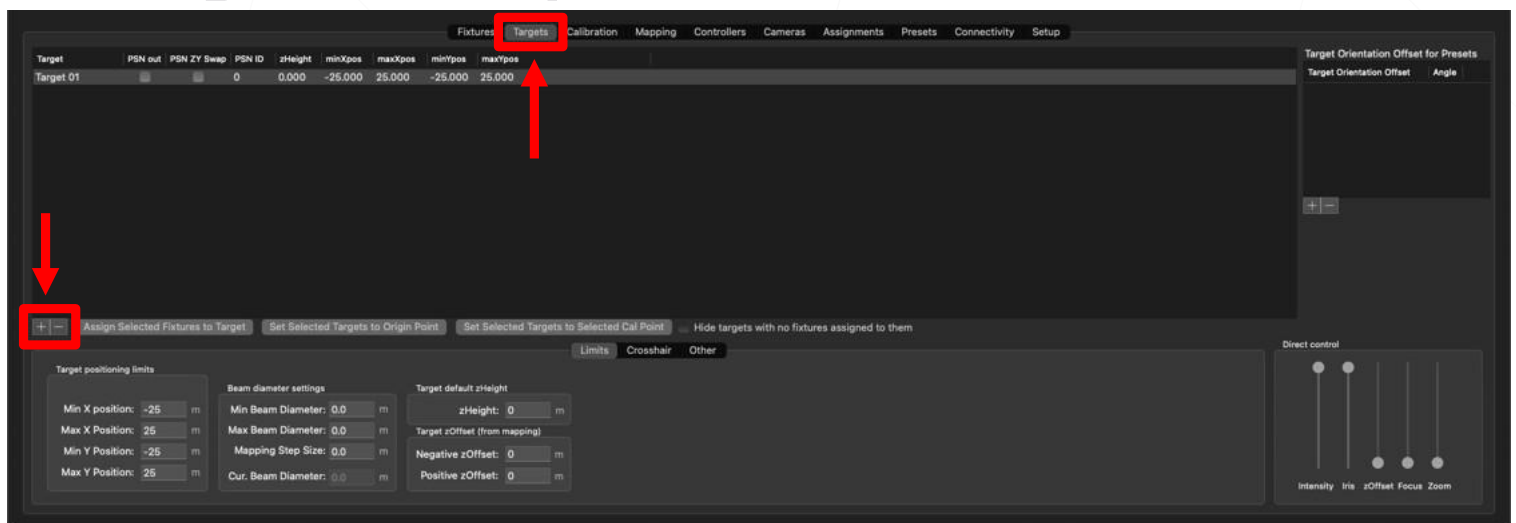 Fixtures Targets Calibration Mapping Controllers Cameras Assignments Presets Connectivity Setup
Target PSN out PSN ZY Swap PSN ID zHeight minXpos maxXpos minYpos maxYpos
Target 01 0 0.000 -25.000 25.000 -25.000 25.000
Target Orientation Offset for Presets
Target Orientation Offset Angle
+ −
+ − Assign Selected Fixtures to Target Set Selected Targets to Origin Point Set Selected Targets to Selected Cal Point Hide targets with no fixtures assigned to them
Limits Crosshair Other
Target positioning limits
Min X position: -25 m
Max X Position: 25 m
Min Y Position: -25 m
Max Y Position: 25 m
Beam diameter settings
Min Beam Diameter: 0.0 m
Max Beam Diameter: 0.0 m
Mapping Step Size: 0.0 m
Cur. Beam Diameter: 0.0 m
Target default zHeight
zHeight: 0 m
Target zOffset (from mapping)
Negative zOffset: 0 m
Positive zOffset: 0 m
Direct control
Intensity Iris zOffset Focus Zoom